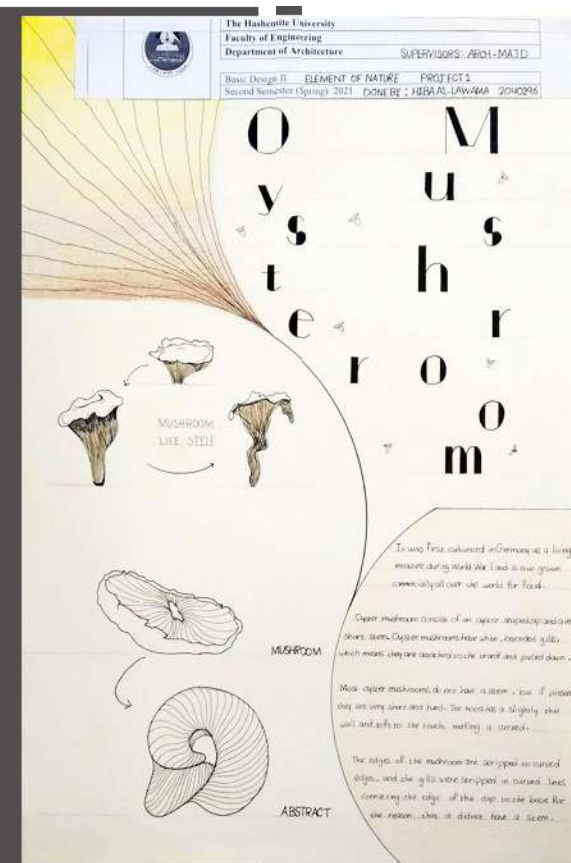 The Hashemite University
Faculty of Engineering
Department of Architecture
SUPERVISORS: ARCH-MAJD
Basic Design II ELEMENT OF NATURE PROJECT 1
Second Semester (Spring) 2021 DONE BY : HIBA AL-LAWAMA 2040296
Oyster Mushroom
MUSHROOM
LIFE STYLE
MUSHROOM
ABSTRACT
It was first cultivated in Germany as a living
measure during World War I and is now grown
commercially all over the world for food.
Oyster mushroom consist of an oyster shaped cap and a
short stem. Oyster mushrooms have white, extended gills,
which means they are attached to the and pulled down.
Most oyster mushrooms do not have a stem, but if present
they are very short and hard. The hood has a slightly thin
wall and soft to the touch, making it curved.
The edges of the mushroom are stripped to curved
edges, and the gills were stripped in curved lines
connecting the edge of the cap to the base for
the reason that it didn't have a stem.